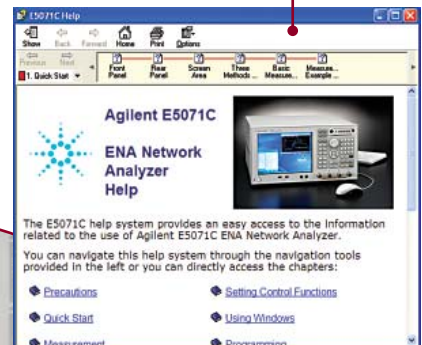 E5071C Help
Show Back Forward Home Print Options
Previous Next
1. Quick Start
Front Panel
Rear Panel
Screen Area
Three Methods ...
Basic Measure...
Measure... Example ...
Agilent E5071C
ENA Network
Analyzer
Help
The E5071C help system provides an easy access to the Information
related to the use of Agilent E5071C ENA Network Analyzer.
You can navigate this help system through the navigation tools
provided in the left or you can directly access the chapters:
Precautions Setting Control Functions
Quick Start Using Windows
Measurement Programming